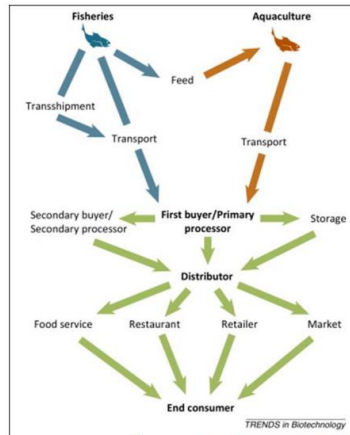 Fisheries
Aquaculture
Feed
Transshipment
Transport
Transport
Secondary buyer/
Secondary processor
First buyer/Primary
processor
Storage
Distributor
Food service
Restaurant
Retailer
Market
End consumer
TRENDS in Biotechnology